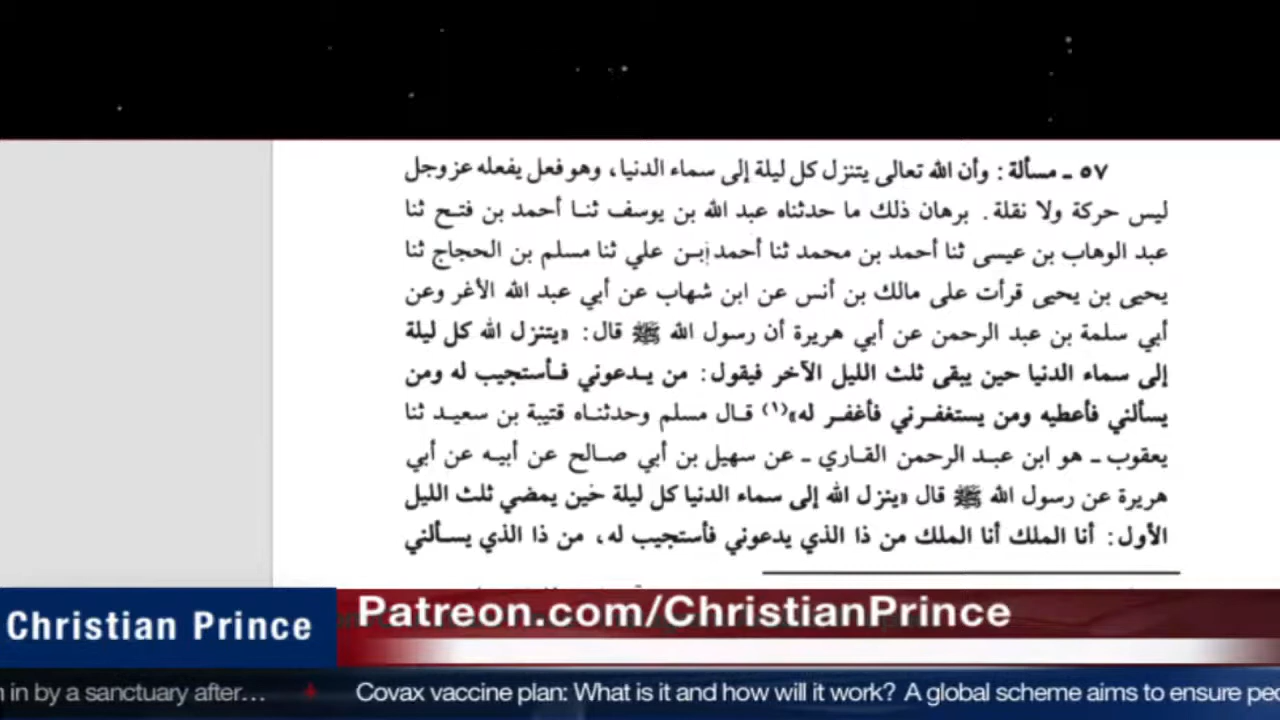 ٥٧ ـ مسألة : وأن الله تعالى يتنزل كل ليلة إلى سماء الدنيا، وهو فعل يفعله عز وجل
ليس حركة ولا نقلة . برهان ذلك ما حدثناه عبد الله بن يوسف ثنا أحمد بن فتح ثنا
عبد الوهاب بن عيسى ثنا أحمد بن محمد ثنا أحمد بن علي ثنا مسلم بن الحجاج ثنا
يحيى بن يحيى قرأت على مالك بن أنس عن ابن شهاب عن أبي عبد الله الأغر وعن
أبي سلمة بن عبد الرحمن عن أبي هريرة أن رسول الله ﷺ قال : «يتنزل الله كل ليلة
إلى سماء الدنيا حين يبقى ثلث الليل الآخر فيقول : من يدعوني فأستجيب له ومن
يسألني فأعطيه ومن يستغفرني فأغفر له»(١) قال مسلم وحدثناه قتيبة بن سعيد ثنا
يعقوب ـ هو ابن عبد الرحمن القاري ـ عن سهيل بن أبي صالح عن أبيه عن أبي
هريرة عن رسول الله ﷺ قال «ينزل الله إلى سماء الدنيا كل ليلة حين يمضي ثلث الليل
الأول : أنا الملك أنا الملك من ذا الذي يدعوني فأستجيب له، من ذا الذي يسألني
Christian Prince
Patreon.com/ChristianPrince
in by a sanctuary after...
Covax vaccine plan: What is it and how will it work? A global scheme aims to ensure